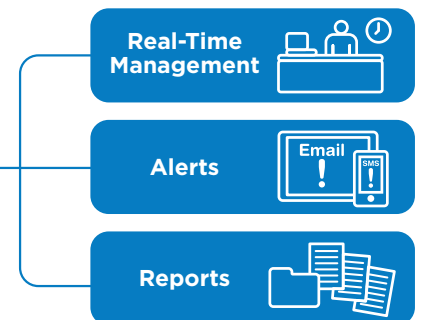 Real-Time
Management
Alerts
Email
!
SMS
!
Reports